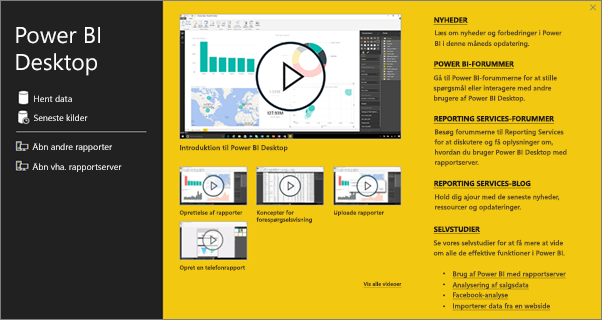 Power BI
Desktop
Hent data
Seneste kilder
Abn andre rapporter
Abn vha. rapportserver
Introduktion til Power BI Desktop
Oprettelse af rapporter
Koncepter for
forespørgselsvisning
Uploada rapporter
Opret en telefonrapport
Vis alle videoer
NYHEDER
Læs om nyheder og forbedringer i Power
BI i denne måneds opdatering.
POWER BI-FORUMMER
Gå til Power BI-forummerne for at stille
spørgsmål eller interagere med andre
brugere af Power BI Desktop.
REPORTING SERVICES-FORUMMER
Besøg forummerne til Reporting Services
for at diskutere og få oplysninger om,
hvordan du bruger Power BI Desktop med
rapportserver.
REPORTING SERVICES-BLOG
Hold dig ajour med de seneste nyheder,
ressourcer og opdateringer.
SELVSTUDIER
Se vores selvstudier for at få mere at vide
om alle de effektive funktioner i Power BI.
• Brug af Power BI med rapportserver
• Analysering af salgsdata
• Facebook-analyse
• Importerer data fra en webside